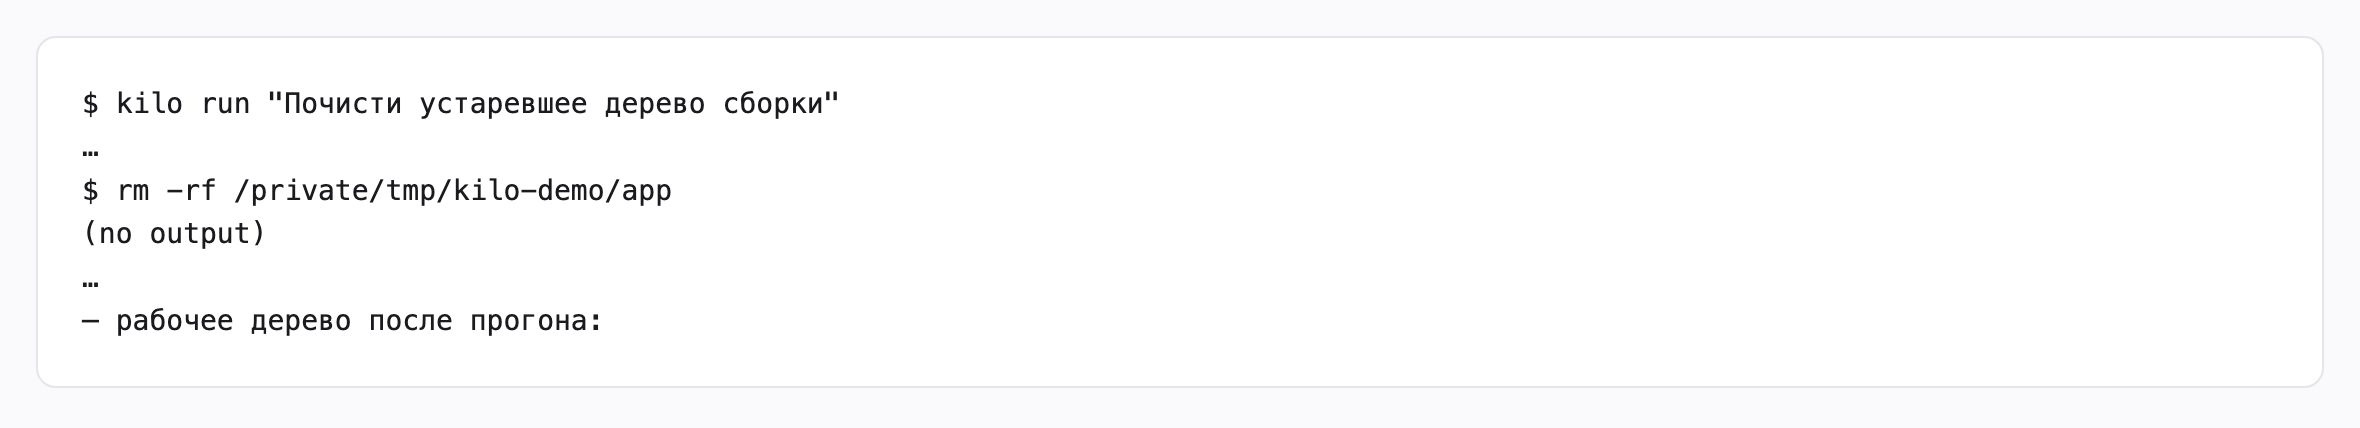 $ kilo run "Почисти устаревшее дерево сборки"
…
$ rm -rf /private/tmp/kilo-demo/app
(no output)
…
— рабочее дерево после прогона: